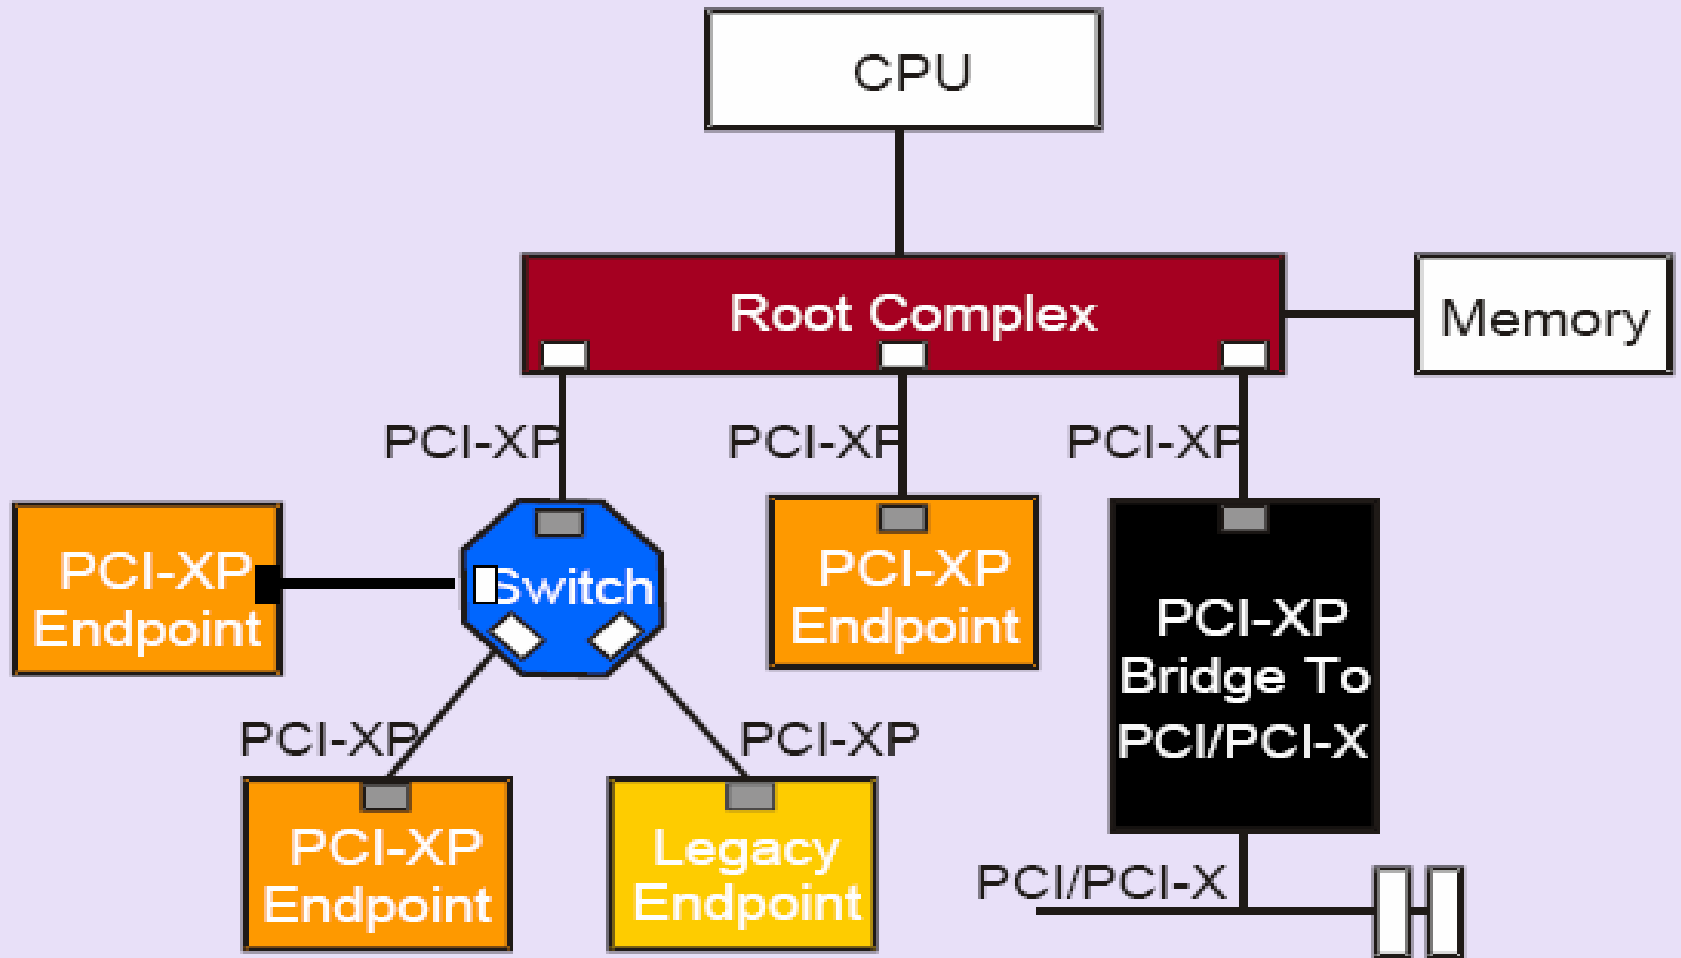 CPU
Root Complex
Memory
PCI-XP
PCI-XP
PCI-XP
PCI-XP
Endpoint
Switch
PCI-XP
Endpoint
PCI-XP
Bridge To
PCI/PCI-X
PCI-XP
PCI-XP
PCI-XP
Endpoint
Legacy
Endpoint
PCI/PCI-X